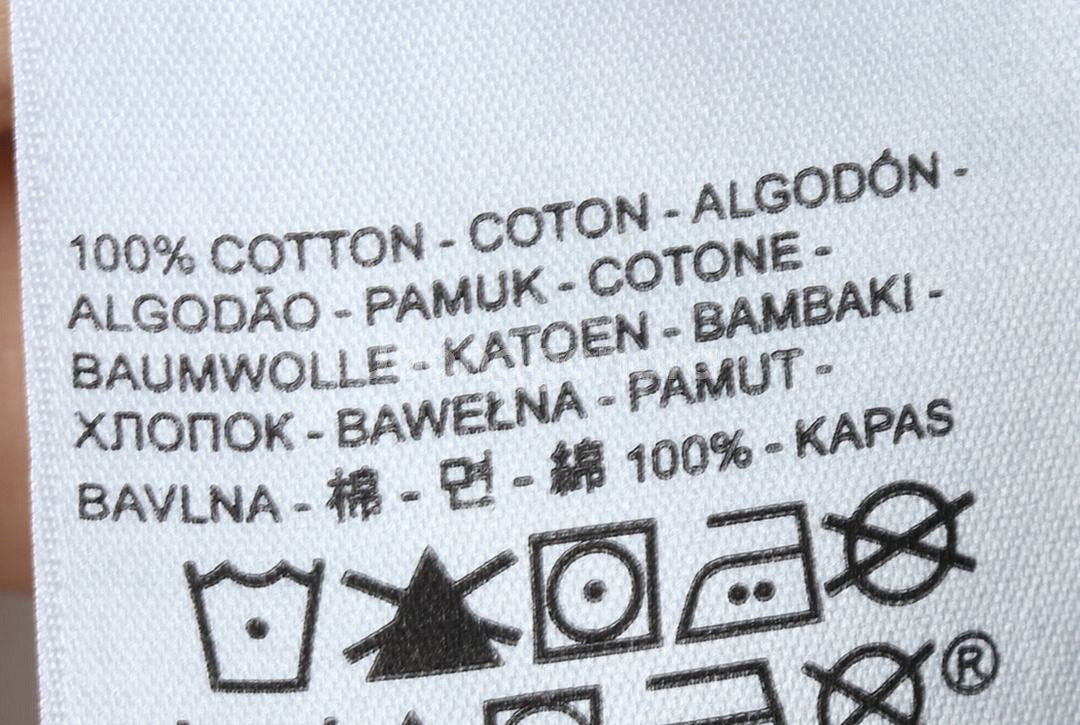 100% COTTON - COTON - ALGODÓN -
ALGODÃO - PAMUK - COTONE -
BAUMWOLLE - KATOEN - BAMBAKI -
ХЛОПОК - BAWEŁNA - PAMUT -
BAVLNA - 棉 - 면 - 綿 100% - KAPAS
®